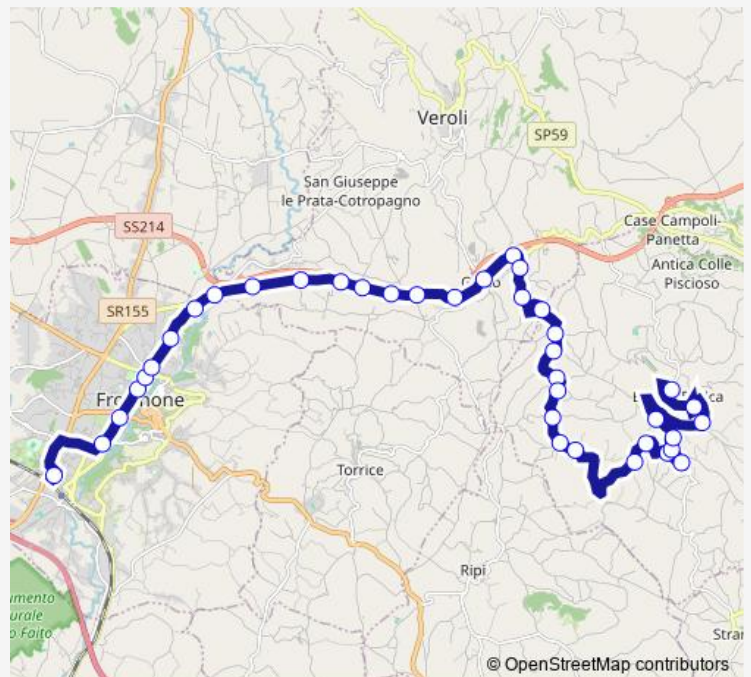 Veroli
SP59
San Giuseppe
le Prata-Cotropagno
Case Campoli-
Panetta
SS214
Antica Colle
Piscioso
SR155
Torrice
Ripi
© OpenStreetMap contributors